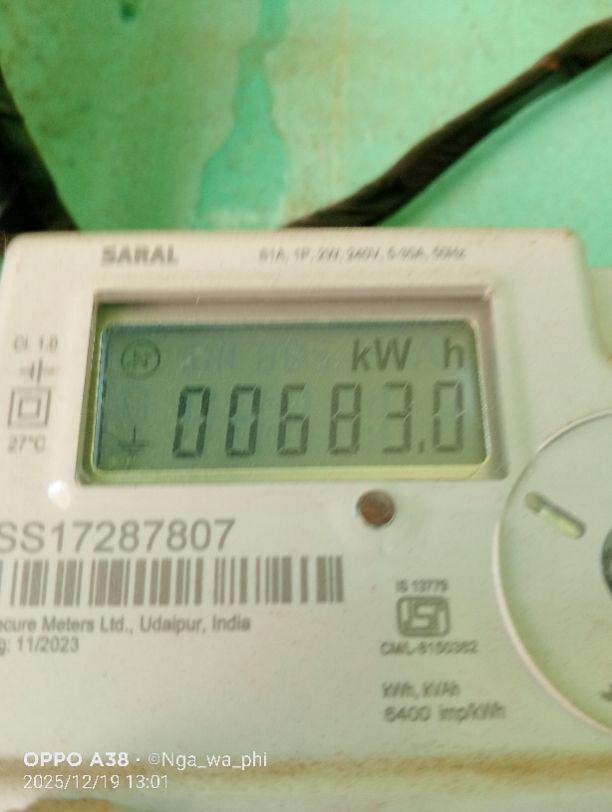 SARAL
S1A, 1P, 2W, 240V, 5-30A, 50Hz
Cl. 1.0
N
kW h
00683.0
27°C
SS17287807
ecure Meters Ltd., Udaipur, India
g: 11/2023
IS 13779
CM/L-8150362
kWh, kVAh
6400 imp/kWh
OPPO A38 · ©Nga_wa_phi
2025/12/19 13:01